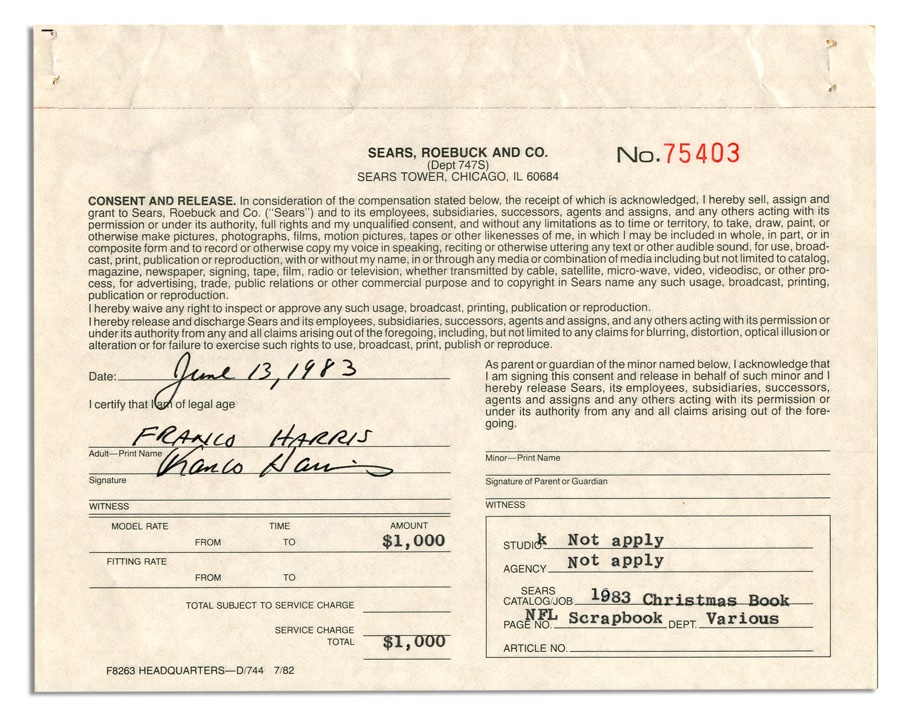 SEARS, ROEBUCK AND CO.
(Dept 747S)
SEARS TOWER, CHICAGO, IL 60684
No. 75403
CONSENT AND RELEASE. In consideration of the compensation stated below, the receipt of which is acknowledged, I hereby sell, assign and
grant to Sears, Roebuck and Co. ("Sears") and to its employees, subsidiaries, successors, agents and assigns, and any others acting with its
permission or under its authority, full rights and my unqualified consent, and without any limitations as to time or territory, to take, draw, paint, or
otherwise make pictures, photographs, films, motion pictures, tapes or other likenesses of me, in which I may be included in whole, in part, or in
composite form and to record or otherwise copy my voice in speaking, reciting or otherwise uttering any text or other audible sound, for use, broad-
cast, print, publication or reproduction, with or without my name, in or through any media or combination of media including but not limited to catalog,
magazine, newspaper, signing, tape, film, radio or television, whether transmitted by cable, satellite, micro-wave, video, videodisc, or other pro-
cess, for advertising, trade, public relations or other commercial purpose and to copyright in Sears name any such usage, broadcast, printing,
publication or reproduction.
I hereby waive any right to inspect or approve any such usage, broadcast, printing, publication or reproduction.
I hereby release and discharge Sears and its employees, subsidiaries, successors, agents and assigns, and any others acting with its permission or
under its authority from any and all claims arising out of the foregoing, including, but not limited to any claims for blurring, distortion, optical illusion or
alteration or for failure to exercise such rights to use, broadcast, print, publish or reproduce.
Date: June 13, 1983
I certify that I am of legal age
FRANCO HARRIS
Adult—Print Name
Franco Harris
Signature
WITNESS
As parent or guardian of the minor named below, I acknowledge that
I am signing this consent and release in behalf of such minor and I
hereby release Sears, its employees, subsidiaries, successors,
agents and assigns and any others acting with its permission or
under its authority from any and all claims arising out of the fore-
going.
Minor—Print Name
Signature of Parent or Guardian
WITNESS
MODEL RATE TIME AMOUNT
FROM TO $1,000
FITTING RATE
FROM TO
TOTAL SUBJECT TO SERVICE CHARGE
SERVICE CHARGE
TOTAL $1,000
STUDIO k Not apply
AGENCY Not apply
SEARS
CATALOG/JOB 1983 Christmas Book
PAGE NO. NFL Scrapbook DEPT. Various
ARTICLE NO.
F8263 HEADQUARTERS—D/744 7/82